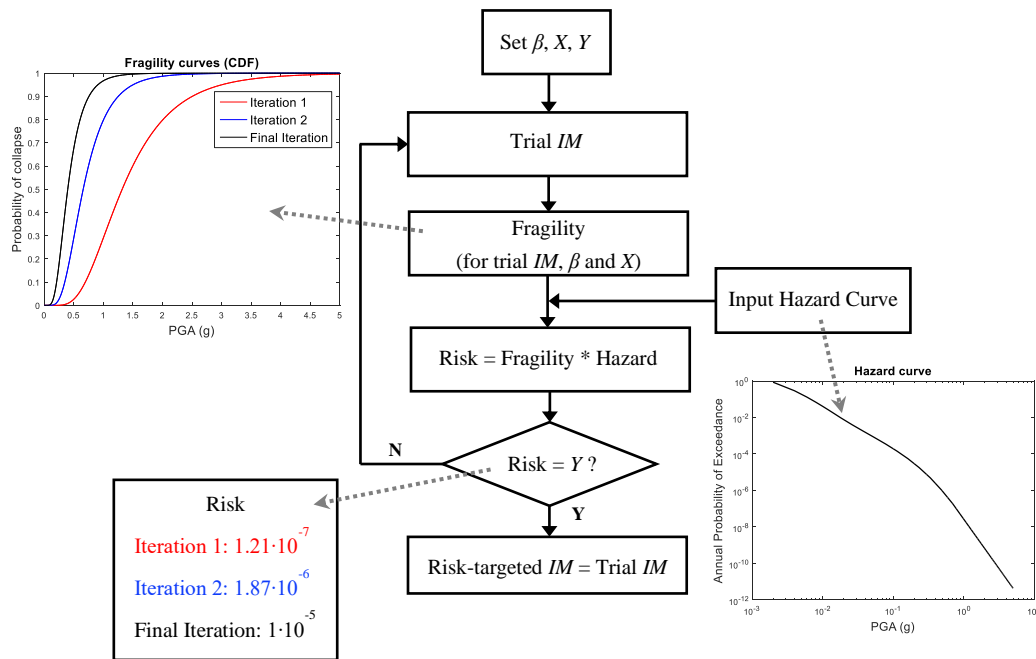 Set β, X, Y
Fragility curves (CDF)
1
0.9
0.8
0.7
0.6
0.5
0.4
0.3
0.2
0.1
0
Probability of collapse
Iteration 1
Iteration 2
Final Iteration
0 0.5 1 1.5 2 2.5 3 3.5 4 4.5 5
PGA (g)
Trial IM
Fragility
(for trial IM, β and X)
Input Hazard Curve
Risk = Fragility * Hazard
N
Risk = Y ?
Y
Risk-targeted IM = Trial IM
Risk
Iteration 1: 1.21·10^-7
Iteration 2: 1.87·10^-6
Final Iteration: 1·10^-5
Hazard curve
10^0
10^-2
10^-4
10^-6
10^-8
10^-10
10^-12
Annual Probability of Exceedance
10^-3 10^-2 10^-1 10^0
PGA (g)